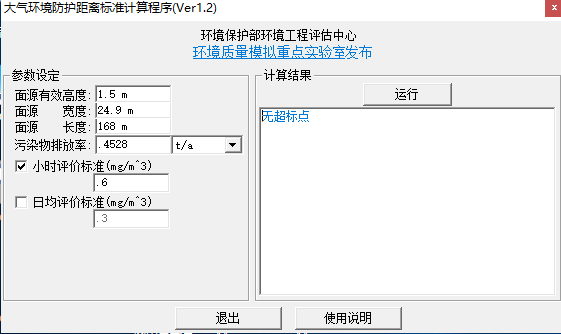 大气环境防护距离标准计算程序(Ver1.2)
环境保护部环境工程评估中心
环境质量模拟重点实验室发布
参数设定
面源有效高度: 1.5 m
面源 宽度: 24.9 m
面源 长度: 168 m
污染物排放率: .4528 t/a
小时评价标准(mg/m^3)
.6
日均评价标准(mg/m^3)
.3
计算结果
运行
无超标点
退出 使用说明